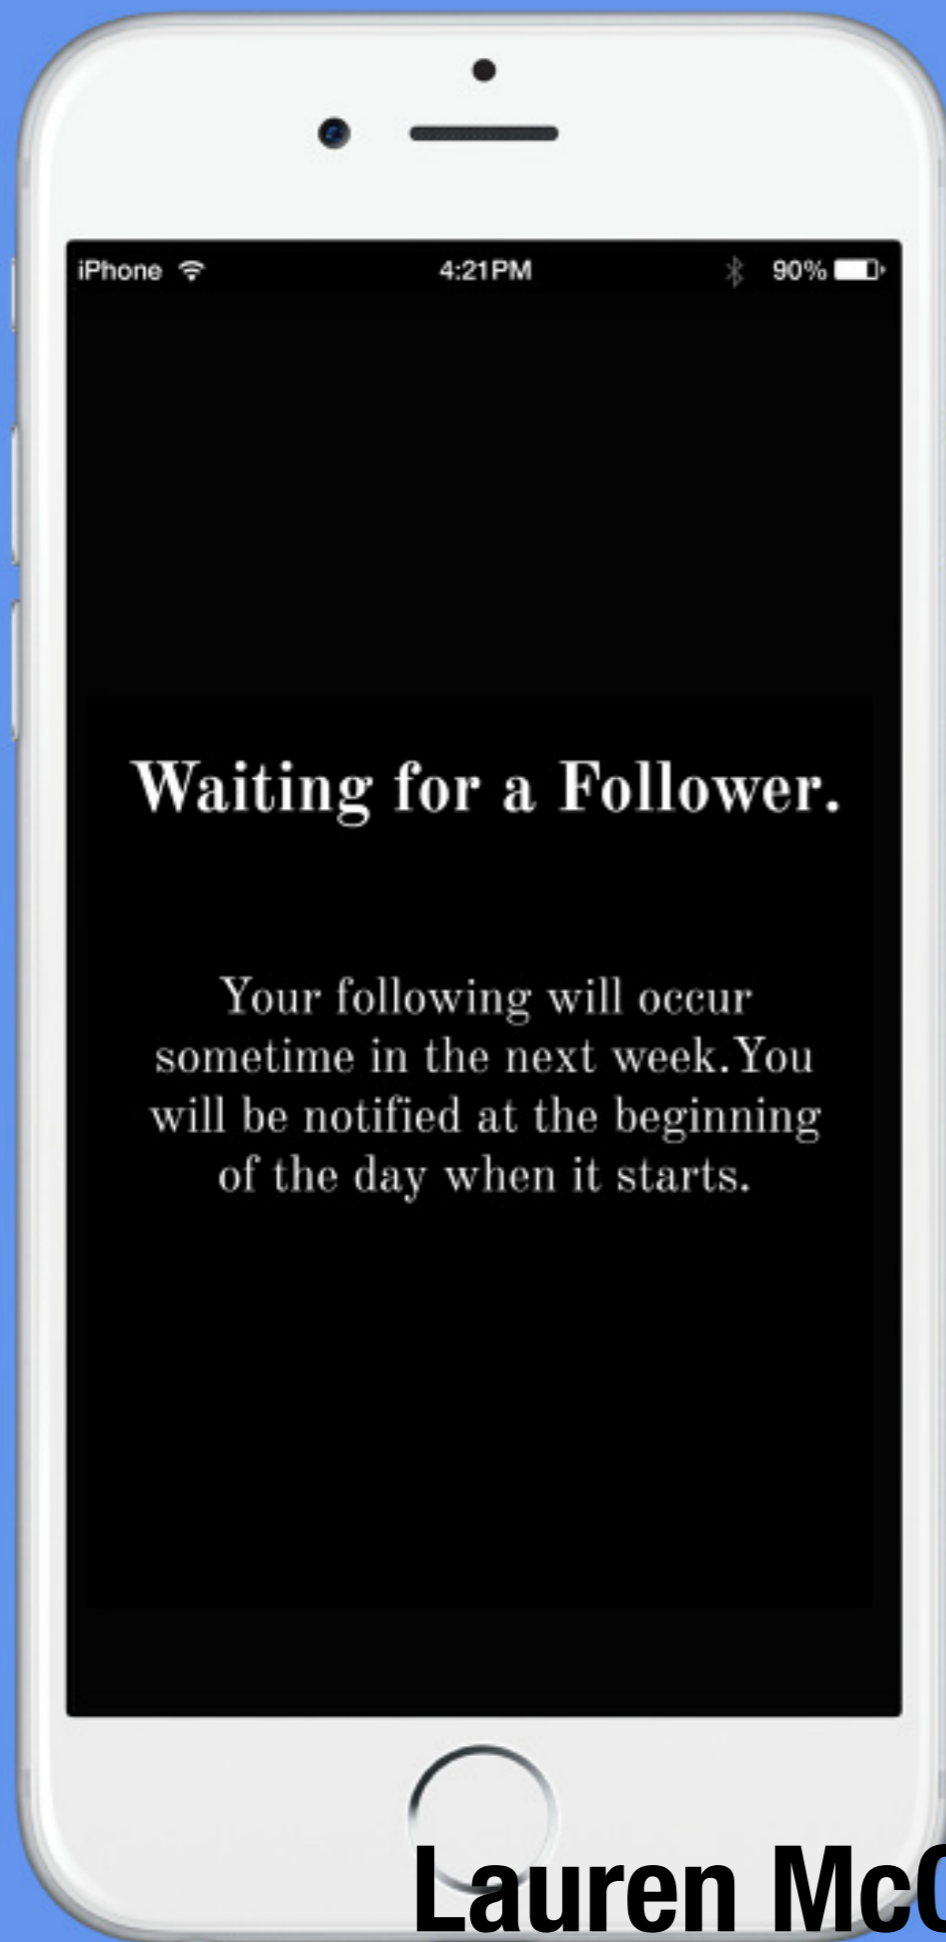 iPhone 4:21PM 90%
Waiting for a Follower.
Your following will occur
sometime in the next week.You
will be notified at the beginning
of the day when it starts.
Lauren Mc